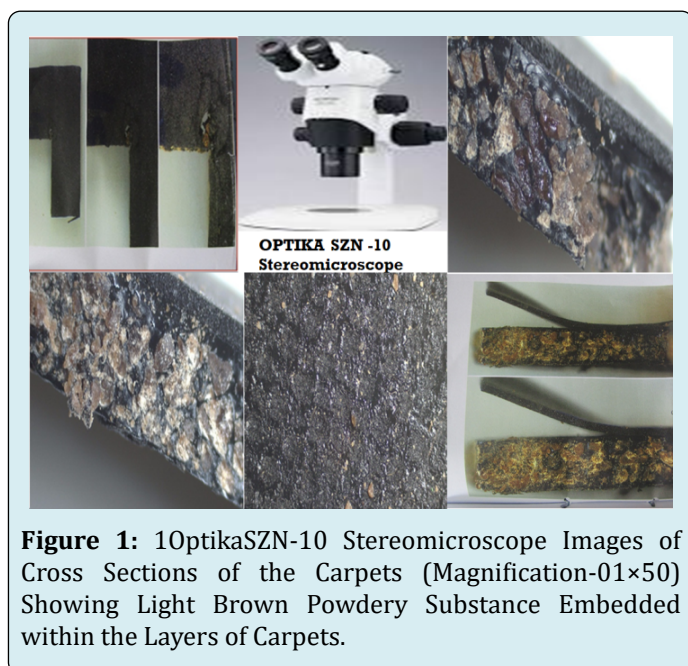 OPTIKA SZN -10
Stereomicroscope
Figure 1: 1OptikaSZN-10 Stereomicroscope Images of
Cross Sections of the Carpets (Magnification-01×50)
Showing Light Brown Powdery Substance Embedded
within the Layers of Carpets.